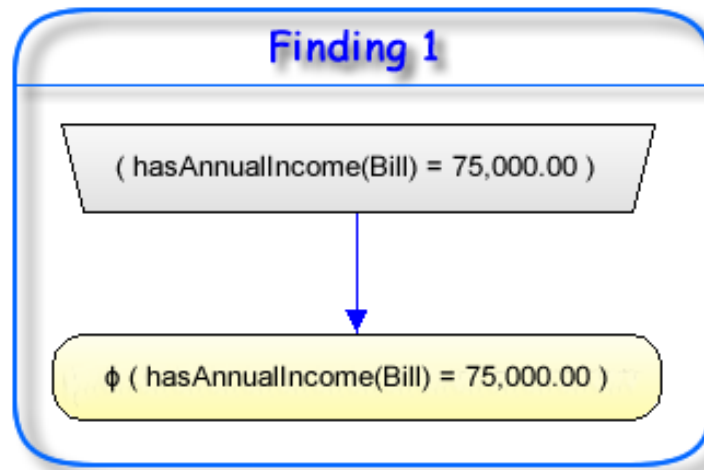 Finding 1
( hasAnnualIncome(Bill) = 75,000.00 )
ϕ ( hasAnnualIncome(Bill) = 75,000.00 )